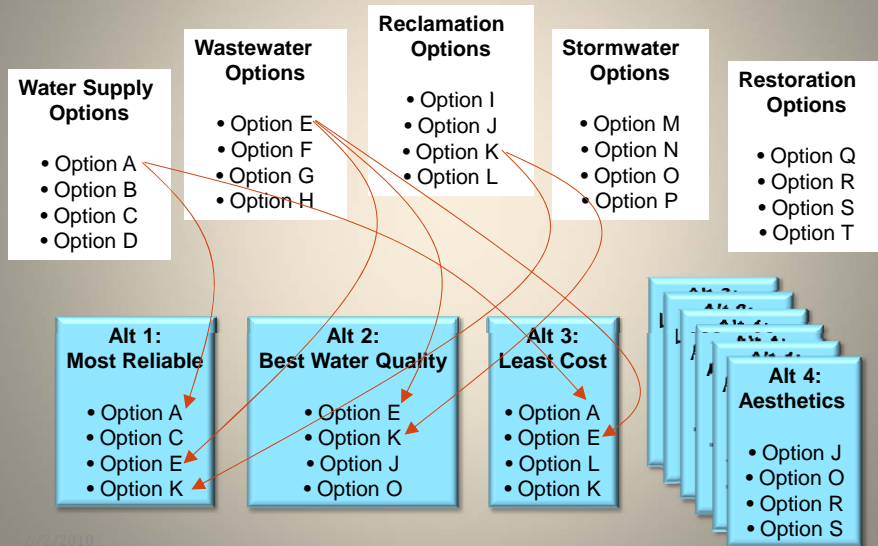 Water Supply
Options
• Option A
• Option B
• Option C
• Option D
Wastewater
Options
• Option E
• Option F
• Option G
• Option H
Reclamation
Options
• Option I
• Option J
• Option K
• Option L
Stormwater
Options
• Option M
• Option N
• Option O
• Option P
Restoration
Options
• Option Q
• Option R
• Option S
• Option T
Alt 1:
Most Reliable
• Option A
• Option C
• Option E
• Option K
Alt 2:
Best Water Quality
• Option E
• Option K
• Option J
• Option O
Alt 3:
Least Cost
• Option A
• Option E
• Option L
• Option K
Alt 4:
Aesthetics
• Option J
• Option O
• Option R
• Option S